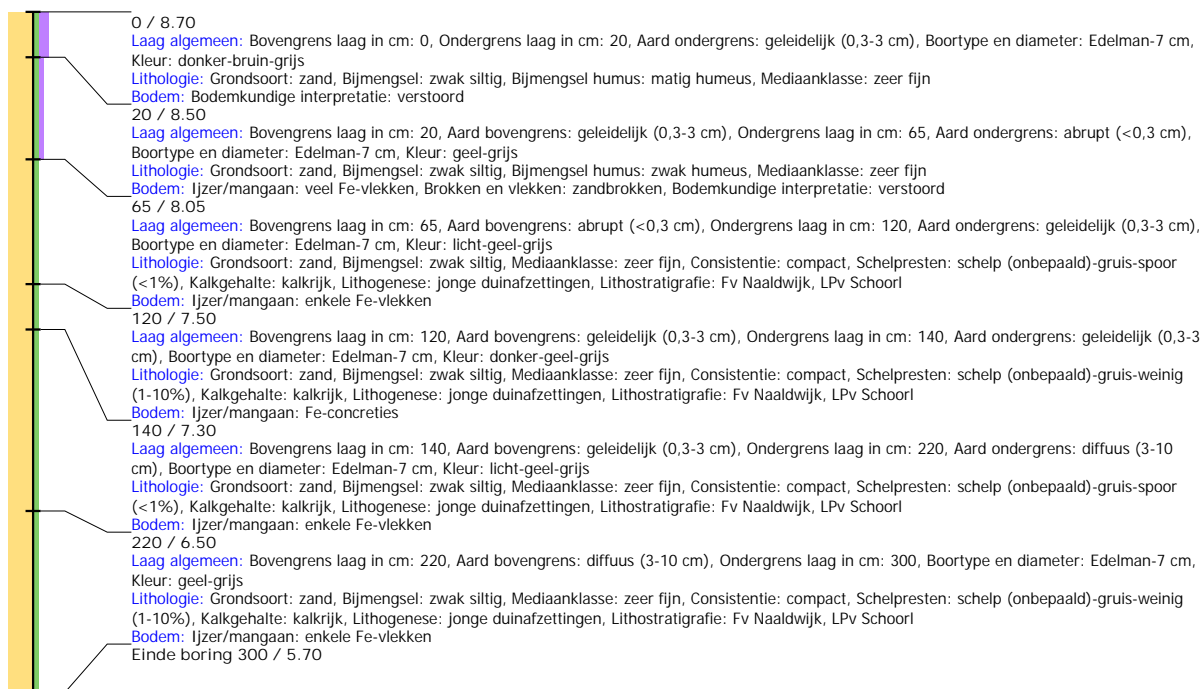 0 / 8.70
Laag algemeen: Bovengrens laag in cm: 0, Ondergrens laag in cm: 20, Aard ondergrens: geleidelijk (0,3-3 cm), Boortype en diameter: Edelman-7 cm,
Kleur: donker-bruin-grijs
Lithologie: Grondsoort: zand, Bijmengsel: zwak siltig, Bijmengsel humus: matig humeus, Mediaanklasse: zeer fijn
Bodem: Bodemkundige interpretatie: verstoord
20 / 8.50
Laag algemeen: Bovengrens laag in cm: 20, Aard bovengrens: geleidelijk (0,3-3 cm), Ondergrens laag in cm: 65, Aard ondergrens: abrupt (<0,3 cm),
Boortype en diameter: Edelman-7 cm, Kleur: geel-grijs
Lithologie: Grondsoort: zand, Bijmengsel: zwak siltig, Bijmengsel humus: zwak humeus, Mediaanklasse: zeer fijn
Bodem: Ijzer/mangaan: veel Fe-vlekken, Brokken en vlekken: zandbrokken, Bodemkundige interpretatie: verstoord
65 / 8.05
Laag algemeen: Bovengrens laag in cm: 65, Aard bovengrens: abrupt (<0,3 cm), Ondergrens laag in cm: 120, Aard ondergrens: geleidelijk (0,3-3 cm),
Boortype en diameter: Edelman-7 cm, Kleur: licht-geel-grijs
Lithologie: Grondsoort: zand, Bijmengsel: zwak siltig, Mediaanklasse: zeer fijn, Consistentie: compact, Schelpresten: schelp (onbepaald)-gruis-spoor
(<1%), Kalkgehalte: kalkrijk, Lithogenese: jonge duinafzettingen, Lithostratigrafie: Fv Naaldwijk, LPv Schoorl
Bodem: Ijzer/mangaan: enkele Fe-vlekken
120 / 7.50
Laag algemeen: Bovengrens laag in cm: 120, Aard bovengrens: geleidelijk (0,3-3 cm), Ondergrens laag in cm: 140, Aard ondergrens: geleidelijk (0,3-3
cm), Boortype en diameter: Edelman-7 cm, Kleur: donker-geel-grijs
Lithologie: Grondsoort: zand, Bijmengsel: zwak siltig, Mediaanklasse: zeer fijn, Consistentie: compact, Schelpresten: schelp (onbepaald)-gruis-weinig
(1-10%), Kalkgehalte: kalkrijk, Lithogenese: jonge duinafzettingen, Lithostratigrafie: Fv Naaldwijk, LPv Schoorl
Bodem: Ijzer/mangaan: Fe-concreties
140 / 7.30
Laag algemeen: Bovengrens laag in cm: 140, Aard bovengrens: geleidelijk (0,3-3 cm), Ondergrens laag in cm: 220, Aard ondergrens: diffuus (3-10
cm), Boortype en diameter: Edelman-7 cm, Kleur: licht-geel-grijs
Lithologie: Grondsoort: zand, Bijmengsel: zwak siltig, Mediaanklasse: zeer fijn, Consistentie: compact, Schelpresten: schelp (onbepaald)-gruis-spoor
(<1%), Kalkgehalte: kalkrijk, Lithogenese: jonge duinafzettingen, Lithostratigrafie: Fv Naaldwijk, LPv Schoorl
Bodem: Ijzer/mangaan: enkele Fe-vlekken
220 / 6.50
Laag algemeen: Bovengrens laag in cm: 220, Aard bovengrens: diffuus (3-10 cm), Ondergrens laag in cm: 300, Boortype en diameter: Edelman-7 cm,
Kleur: geel-grijs
Lithologie: Grondsoort: zand, Bijmengsel: zwak siltig, Mediaanklasse: zeer fijn, Consistentie: compact, Schelpresten: schelp (onbepaald)-gruis-weinig
(1-10%), Kalkgehalte: kalkrijk, Lithogenese: jonge duinafzettingen, Lithostratigrafie: Fv Naaldwijk, LPv Schoorl
Bodem: Ijzer/mangaan: enkele Fe-vlekken
Einde boring 300 / 5.70